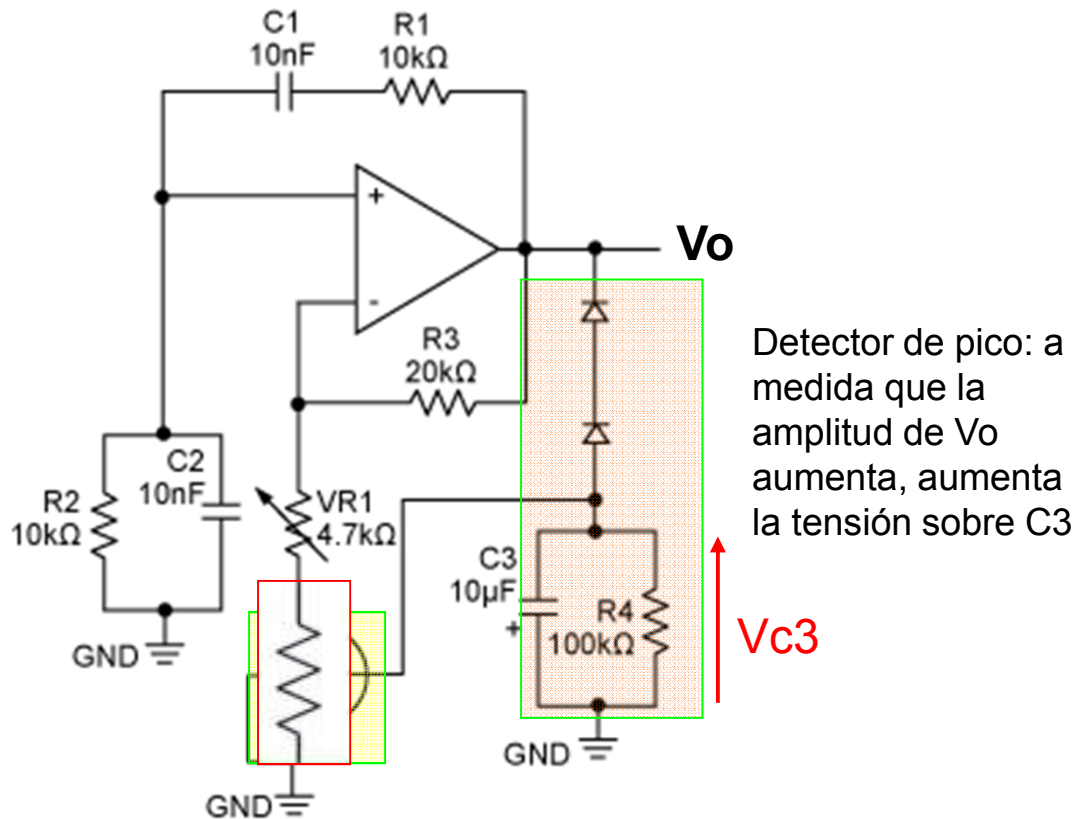 C1
10nF
R1
10kΩ
+
-
Vo
R3
20kΩ
C2
10nF
R2
10kΩ
VR1
4.7kΩ
C3
10µF
+
R4
100kΩ
GND
GND
GND
Detector de pico: a
medida que la
amplitud de Vo
aumenta, aumenta
la tensión sobre C3
Vc3